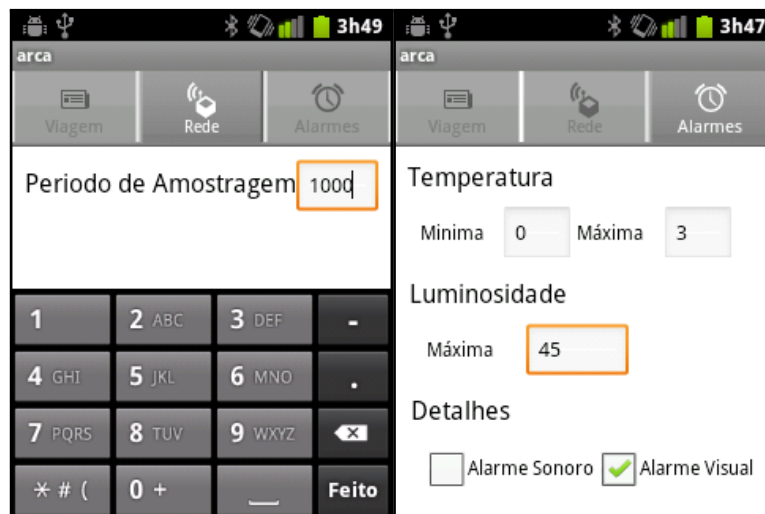 3h49
arca
Viagem
Rede
Alarmes
Periodo de Amostragem 1000
1
2 ABC
3 DEF
-
4 GHI
5 JKL
6 MNO
.
7 PQRS
8 TUV
9 WXYZ
* # (
0 +
Feito
3h47
arca
Viagem
Rede
Alarmes
Temperatura
Minima 0 Máxima 3
Luminosidade
Máxima 45
Detalhes
Alarme Sonoro Alarme Visual